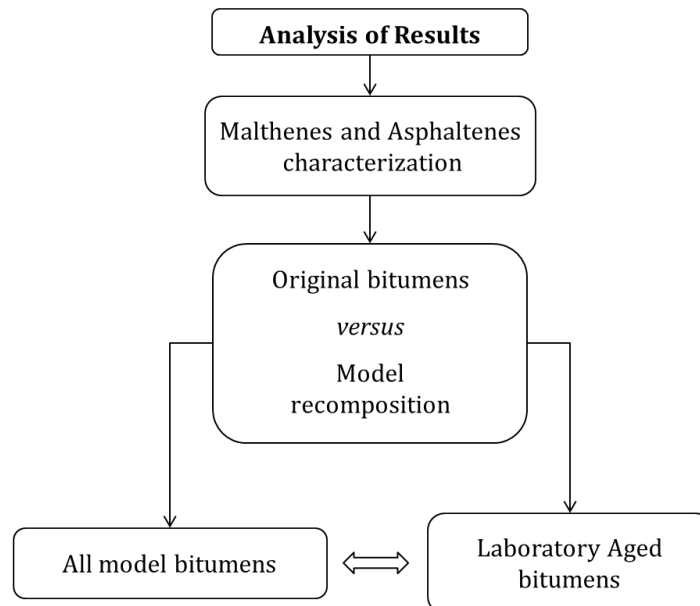 Analysis of Results
Malthenes and Asphaltenes
characterization
Original bitumens
versus
Model
recomposition
All model bitumens
Laboratory Aged
bitumens